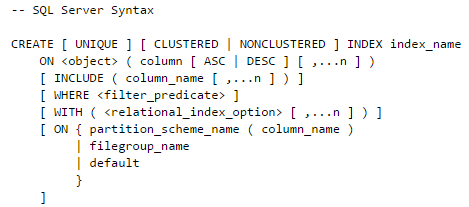 -- SQL Server Syntax
CREATE [ UNIQUE ] [ CLUSTERED | NONCLUSTERED ] INDEX index_name
    ON <object> ( column [ ASC | DESC ] [ ,...n ] )
    [ INCLUDE ( column_name [ ,...n ] ) ]
    [ WHERE <filter_predicate> ]
    [ WITH ( <relational_index_option> [ ,...n ] ) ]
    [ ON { partition_scheme_name ( column_name )
         | filegroup_name
         | default
         }
    ]